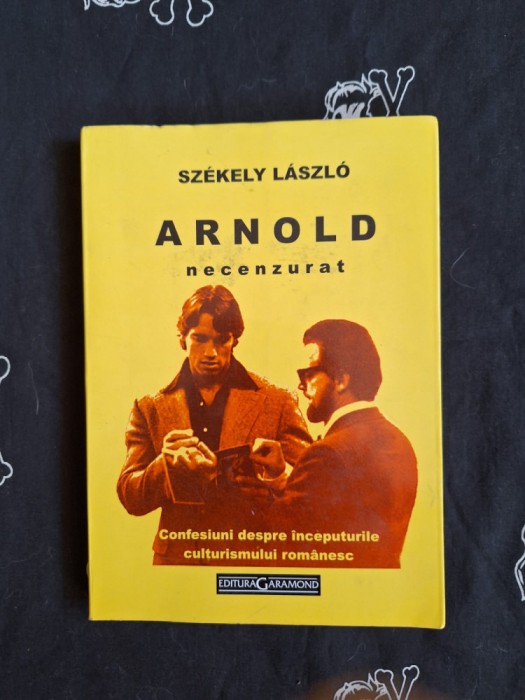 SZÉKELY LÁSZLÓ
ARNOLD
necenzurat
Confesiuni despre începuturile
culturismului românesc
EDITURA GARAMOND